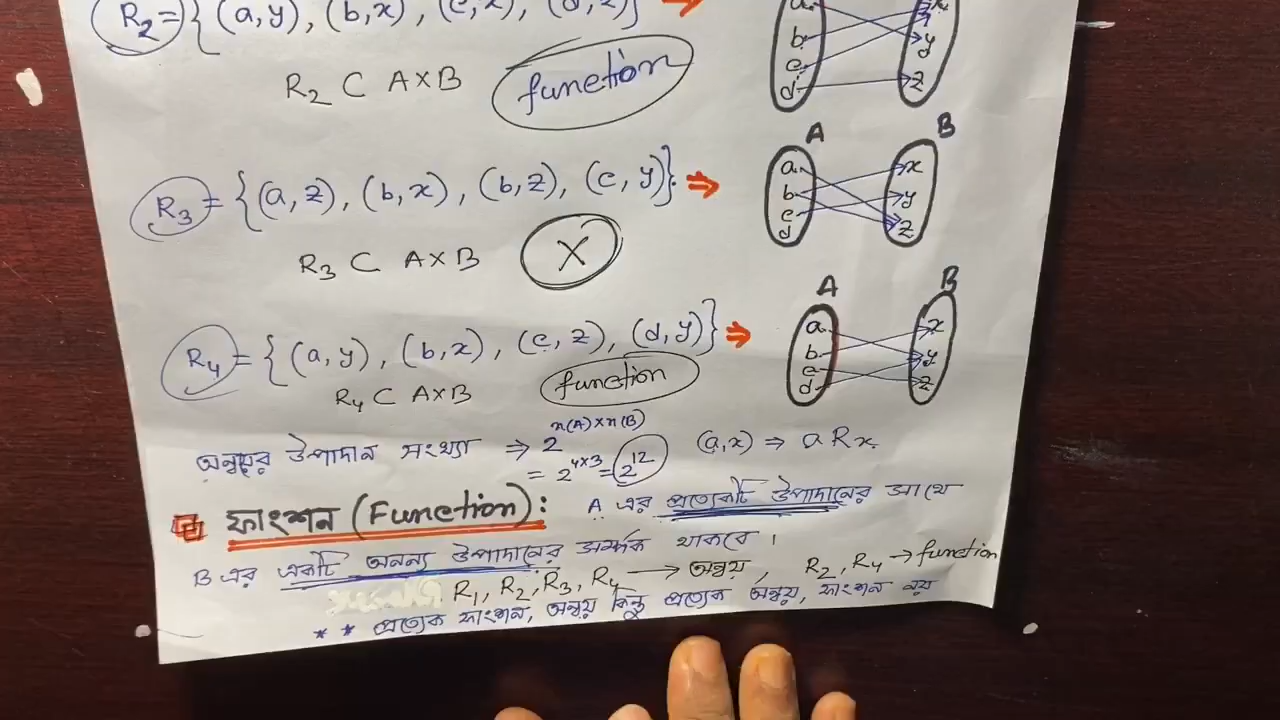 R₂ = {(a, y), (b, x), (c, x), (d, z)} ⇒
a b c d x y z
R₂ ⊂ A×B function
A B
R₃ = {(a, z), (b, x), (b, z), (c, y)} ⇒
a b c d x y z
R₃ ⊂ A×B X
A B
R₄ = {(a, y), (b, x), (c, z), (d, y)} ⇒
a b c d x y z
R₄ ⊂ A×B function
অন্বয়ের উপাদান সংখ্যা ⇒ 2^(n(A)×n(B)) (a,x) ⇒ a R x
= 2^(4×3) = 2^12
ফাংশন (Function): A এর প্রত্যেকটি উপাদানের সাথে
B এর একটি অনন্য উপাদানের সম্পর্ক থাকবে।
R₁, R₂, R₃, R₄ → অন্বয়, R₂, R₄ → function
** প্রত্যেক ফাংশন, অন্বয় কিন্তু প্রত্যেক অন্বয়, ফাংশন নয়